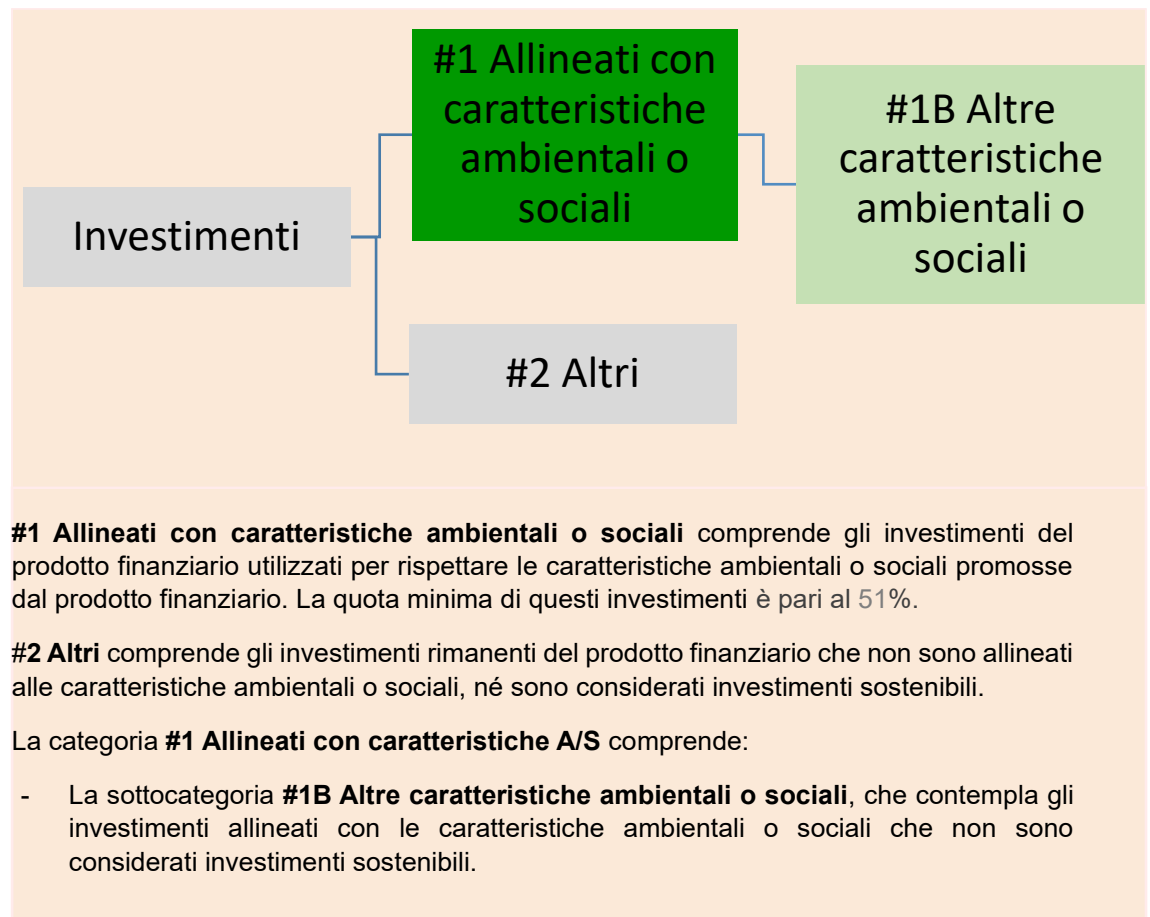 #1 Allineati con
caratteristiche
ambientali o
sociali
#1B Altre
caratteristiche
ambientali o
sociali
Investimenti
#2 Altri
#1 Allineati con caratteristiche ambientali o sociali comprende gli investimenti del
prodotto finanziario utilizzati per rispettare le caratteristiche ambientali o sociali promosse
dal prodotto finanziario. La quota minima di questi investimenti è pari al 51%.
#2 Altri comprende gli investimenti rimanenti del prodotto finanziario che non sono allineati
alle caratteristiche ambientali o sociali, né sono considerati investimenti sostenibili.
La categoria #1 Allineati con caratteristiche A/S comprende:
- La sottocategoria #1B Altre caratteristiche ambientali o sociali, che contempla gli
investimenti allineati con le caratteristiche ambientali o sociali che non sono
considerati investimenti sostenibili.